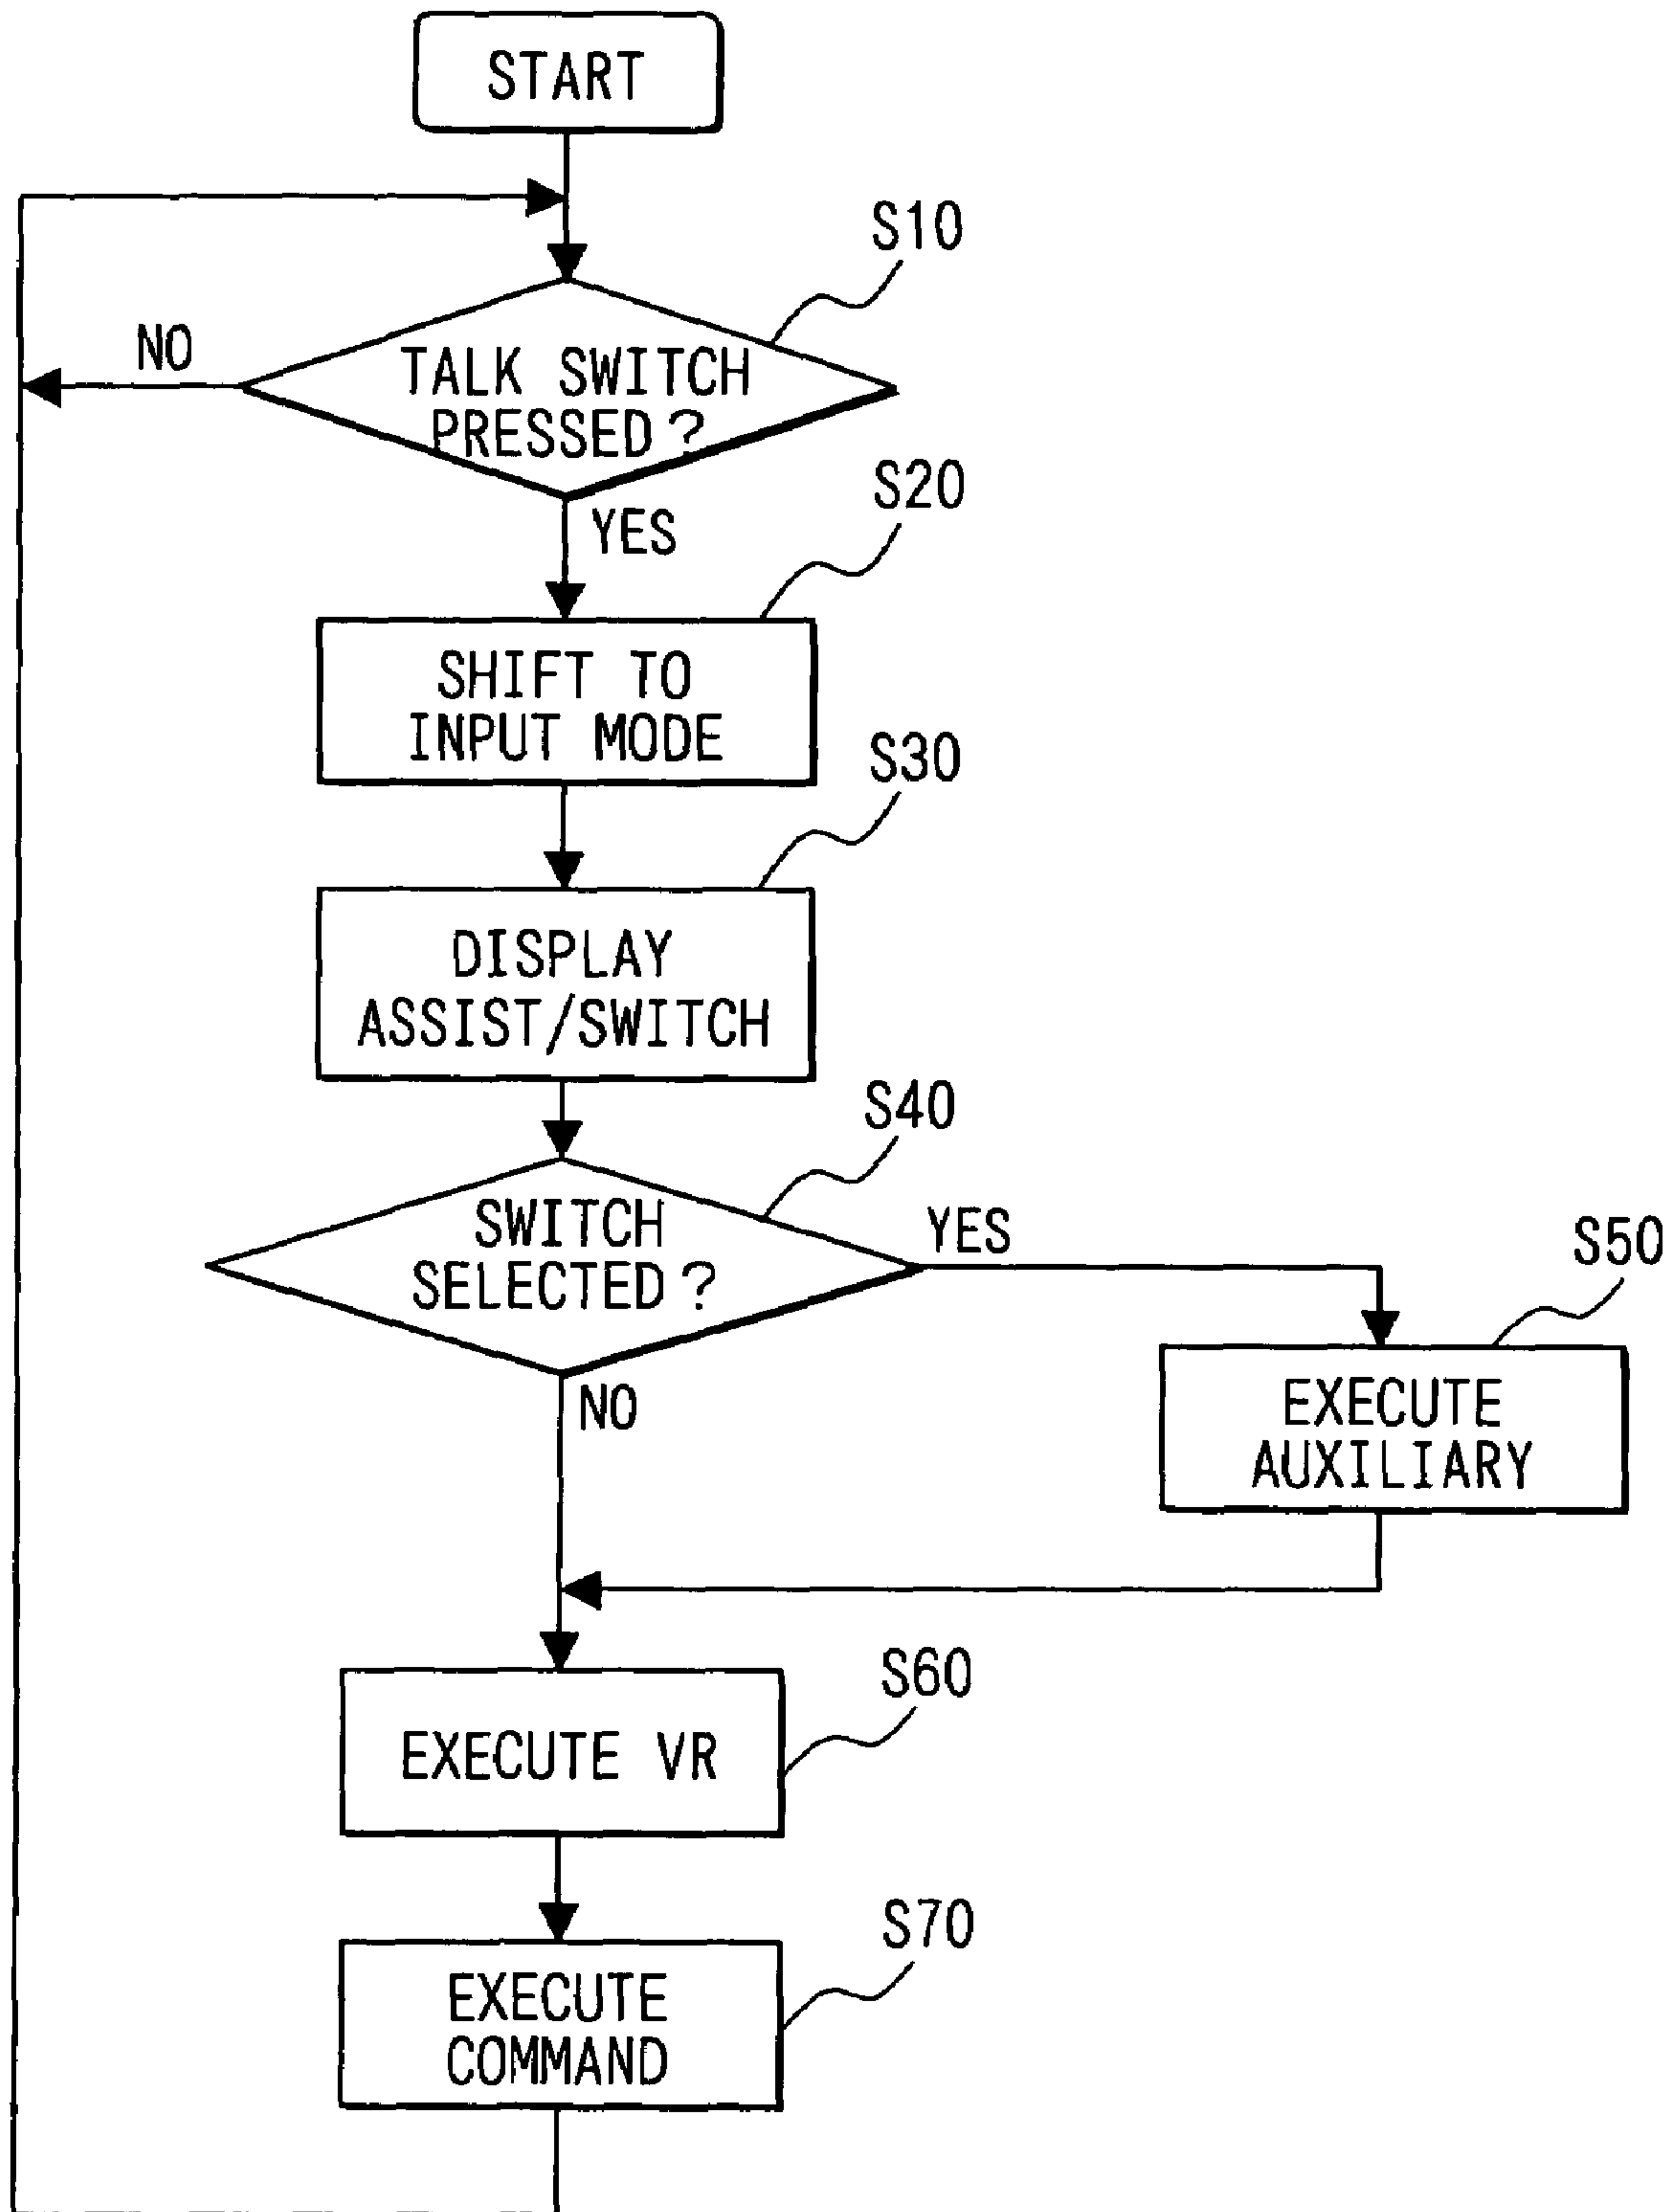 START
S10
NO
TALK SWITCH
PRESSED?
S20
YES
SHIFT TO
INPUT MODE
S30
DISPLAY
ASSIST/SWITCH
S40
SWITCH
SELECTED?
YES
S50
NO
EXECUTE
AUXILIARY
S60
EXECUTE VR
S70
EXECUTE
COMMAND